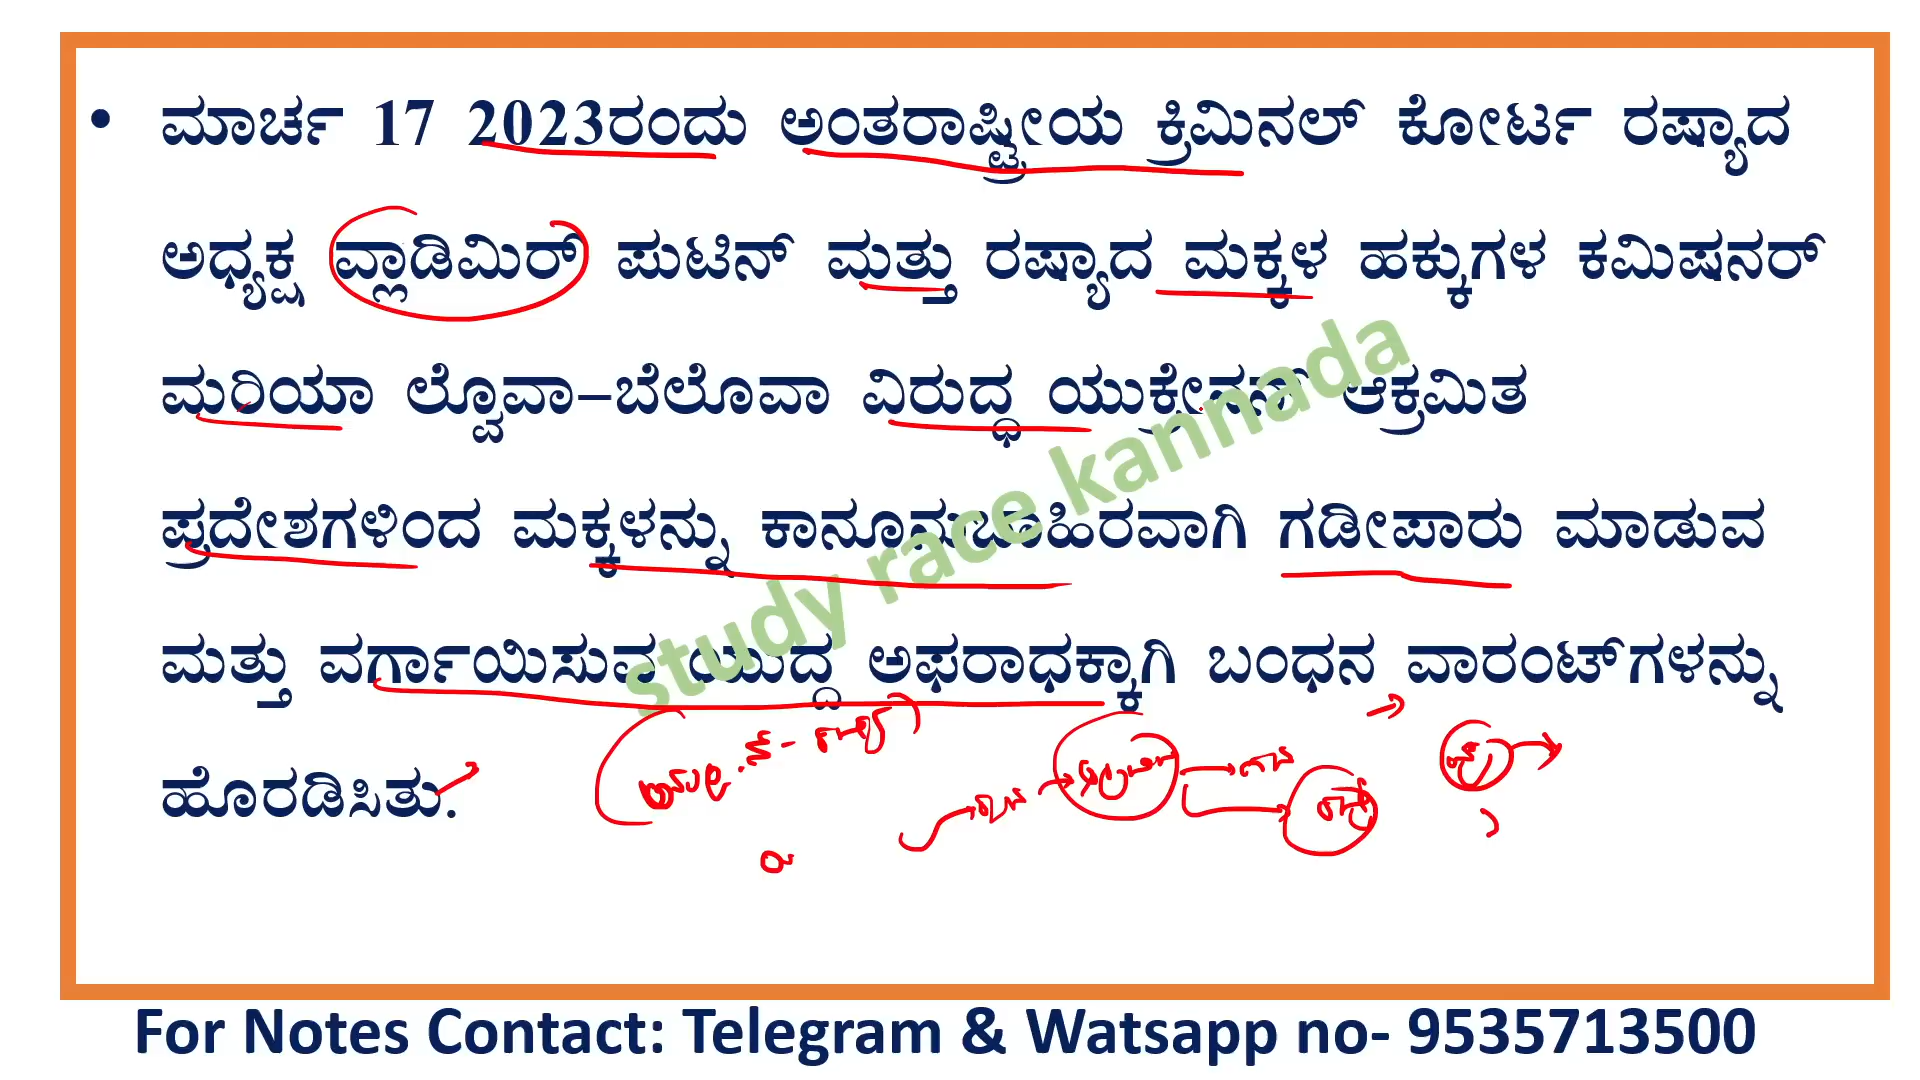 • ಮಾರ್ಚ 17 2023ರಂದು ಅಂತರಾಷ್ಟ್ರೀಯ ಕ್ರಿಮಿನಲ್ ಕೋರ್ಟ ರಷ್ಯಾದ
ಅಧ್ಯಕ್ಷ ವ್ಲಾಡಿಮಿರ್ ಪುಟಿನ್ ಮತ್ತು ರಷ್ಯಾದ ಮಕ್ಕಳ ಹಕ್ಕುಗಳ ಕಮಿಷನರ್
ಮರಿಯಾ ಲ್ವೊವಾ–ಬೆಲೊವಾ ವಿರುದ್ಧ ಯುಕ್ರೇನನ್ ಆಕ್ರಮಿತ
ಪ್ರದೇಶಗಳಿಂದ ಮಕ್ಕಳನ್ನು ಕಾನೂನುಬಾಹಿರವಾಗಿ ಗಡೀಪಾರು ಮಾಡುವ
ಮತ್ತು ವರ್ಗಾಯಿಸುವ ಯುದ್ದ ಅಫರಾಧಕ್ಕಾಗಿ ಬಂಧನ ವಾರಂಟ್‌ಗಳನ್ನು
ಹೊರಡಿಸಿತು.
study race kannada
For Notes Contact: Telegram & Watsapp no- 9535713500